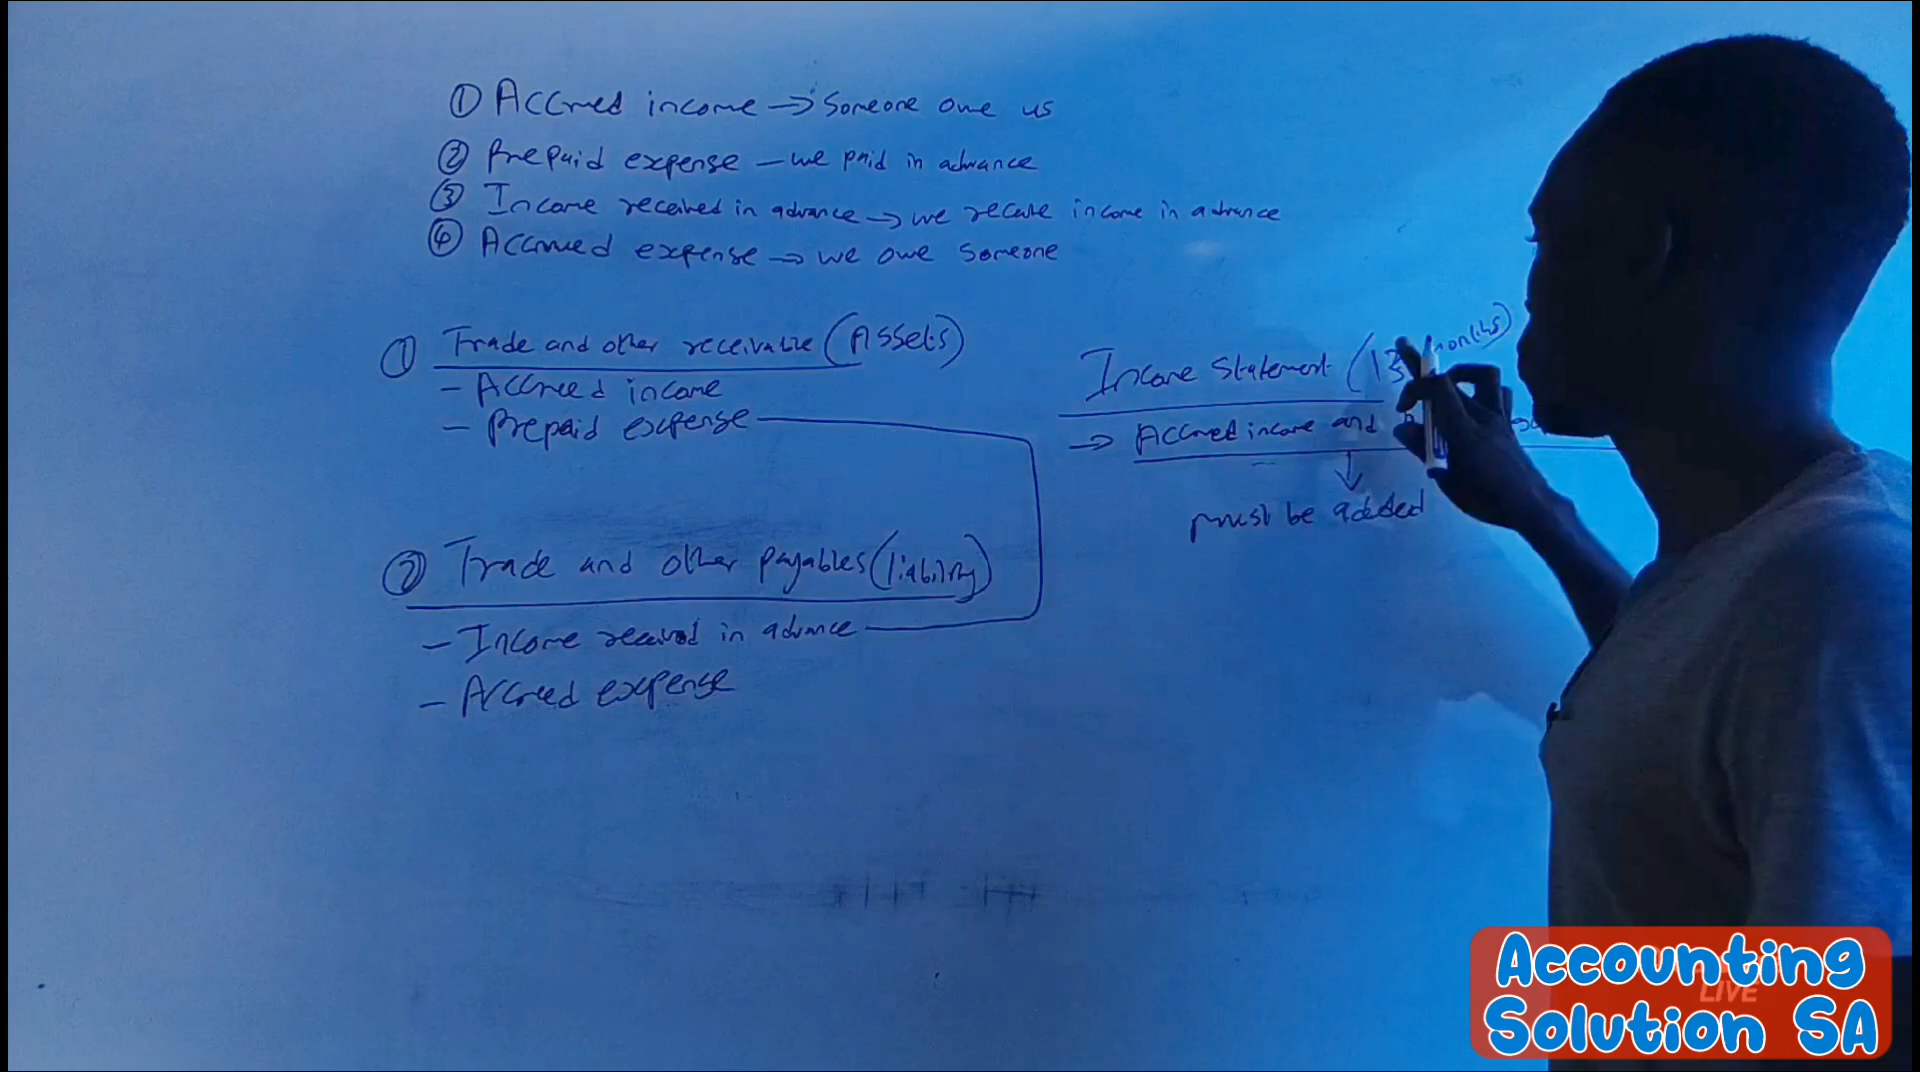 ① Accrued income → Someone owe us
② Prepaid expense – we paid in advance
③ Income received in advance → we receive income in advance
④ Accrued expense → we owe someone
① Trade and other receivable (Assets)
– Accrued income
– Prepaid expense
② Trade and other payables (liability)
– Income received in advance
– Accrued expense
Income Statement (13 months)
→ Accrued income and
must be added
Accounting
LIVE
Solution SA